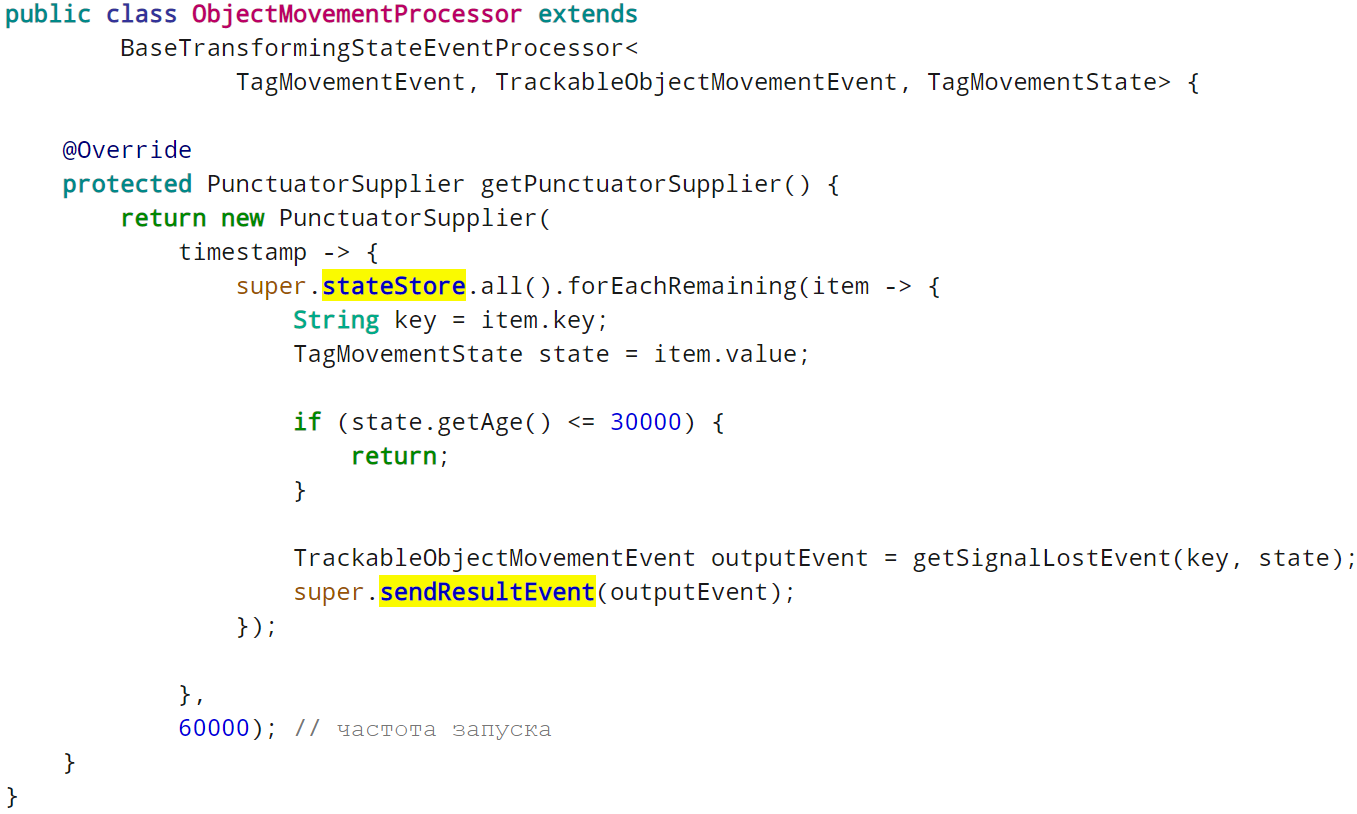 public class ObjectMovementProcessor extends
        BaseTransformingStateEventProcessor<
                TagMovementEvent, TrackableObjectMovementEvent, TagMovementState> {

    @Override
    protected PunctuatorSupplier getPunctuatorSupplier() {
        return new PunctuatorSupplier(
            timestamp -> {
                super.stateStore.all().forEachRemaining(item -> {
                    String key = item.key;
                    TagMovementState state = item.value;

                    if (state.getAge() <= 30000) {
                        return;
                    }

                    TrackableObjectMovementEvent outputEvent = getSignalLostEvent(key, state);
                    super.sendResultEvent(outputEvent);
                });

            },
            60000); // частота запуска
    }
}